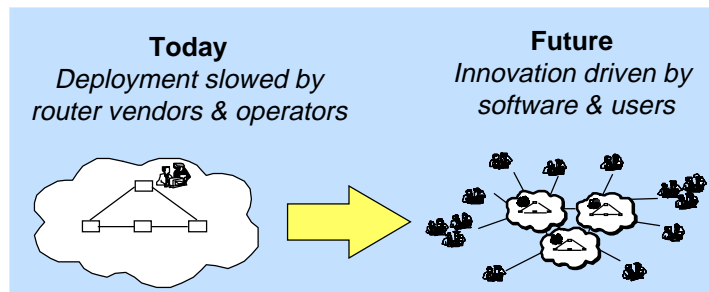 Today
Deployment slowed by
router vendors & operators
Future
Innovation driven by
software & users